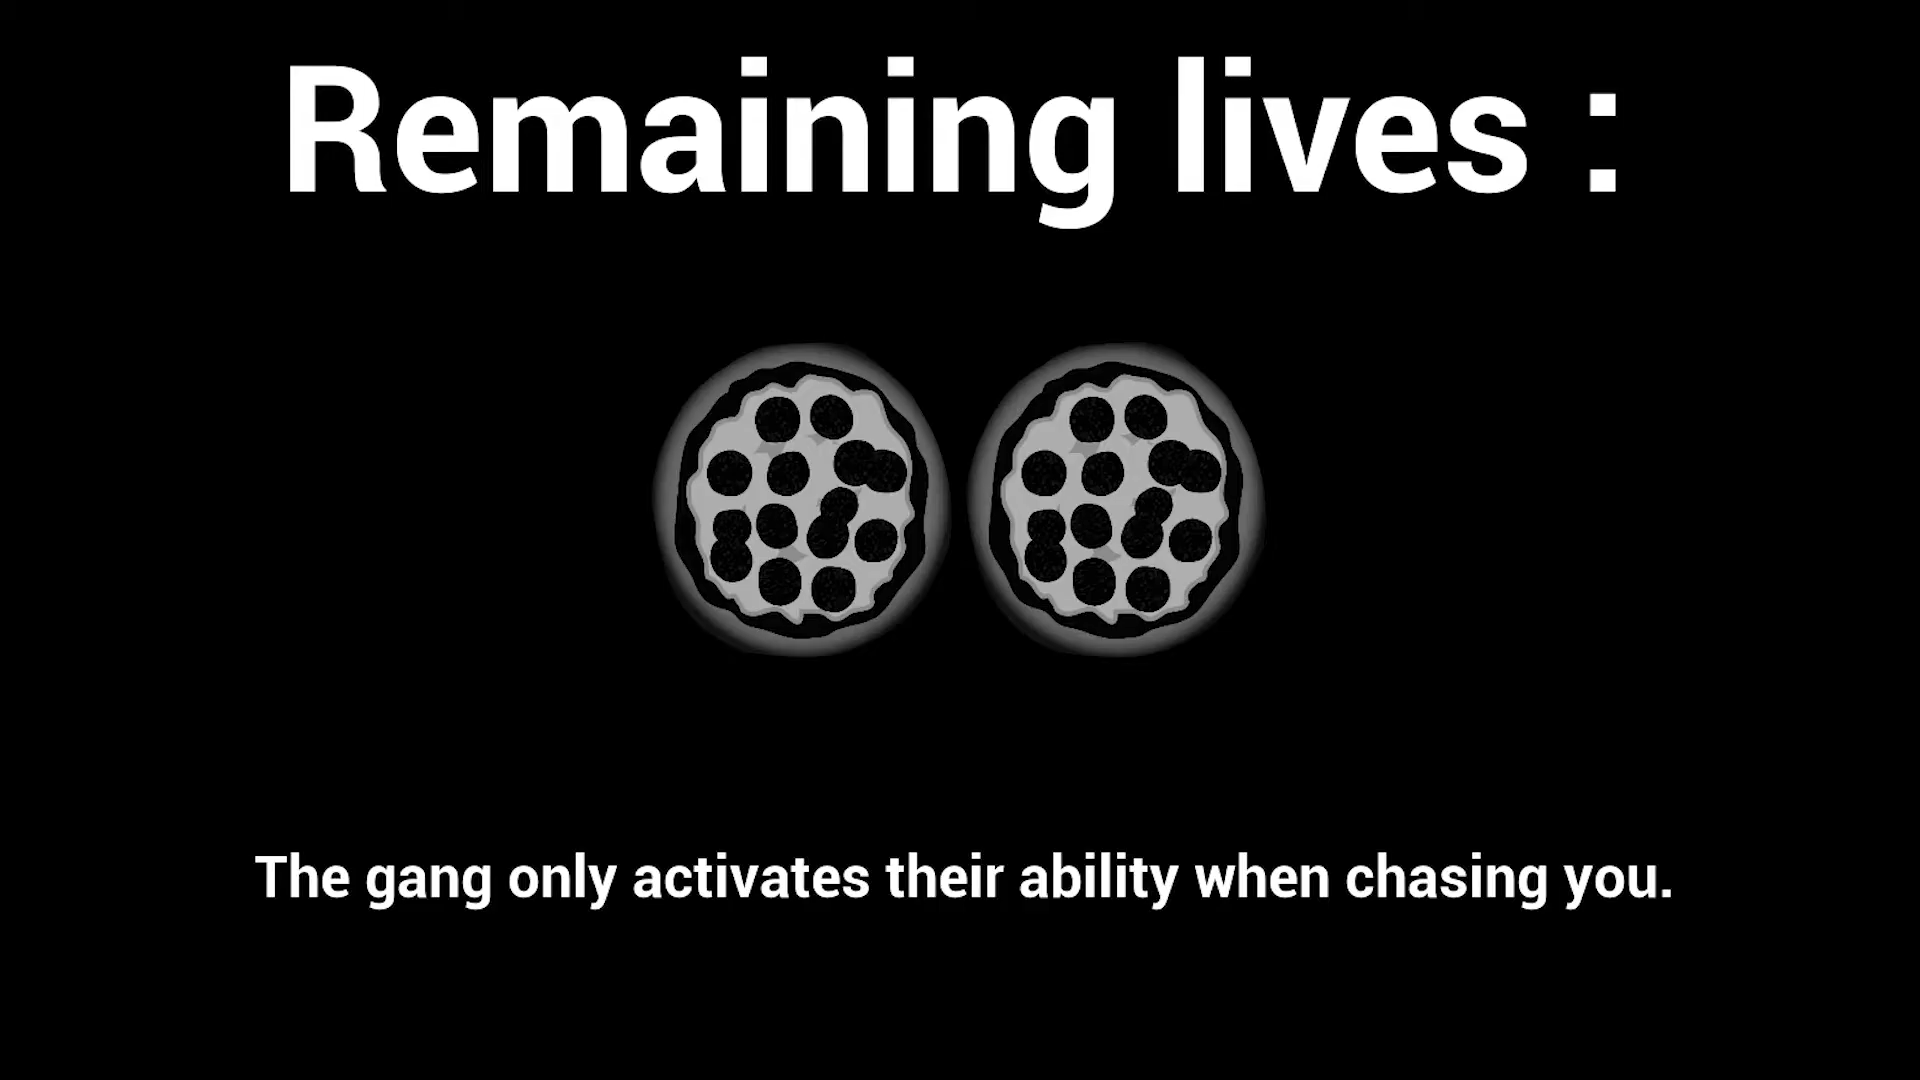 Remaining lives :
The gang only activates their ability when chasing you.